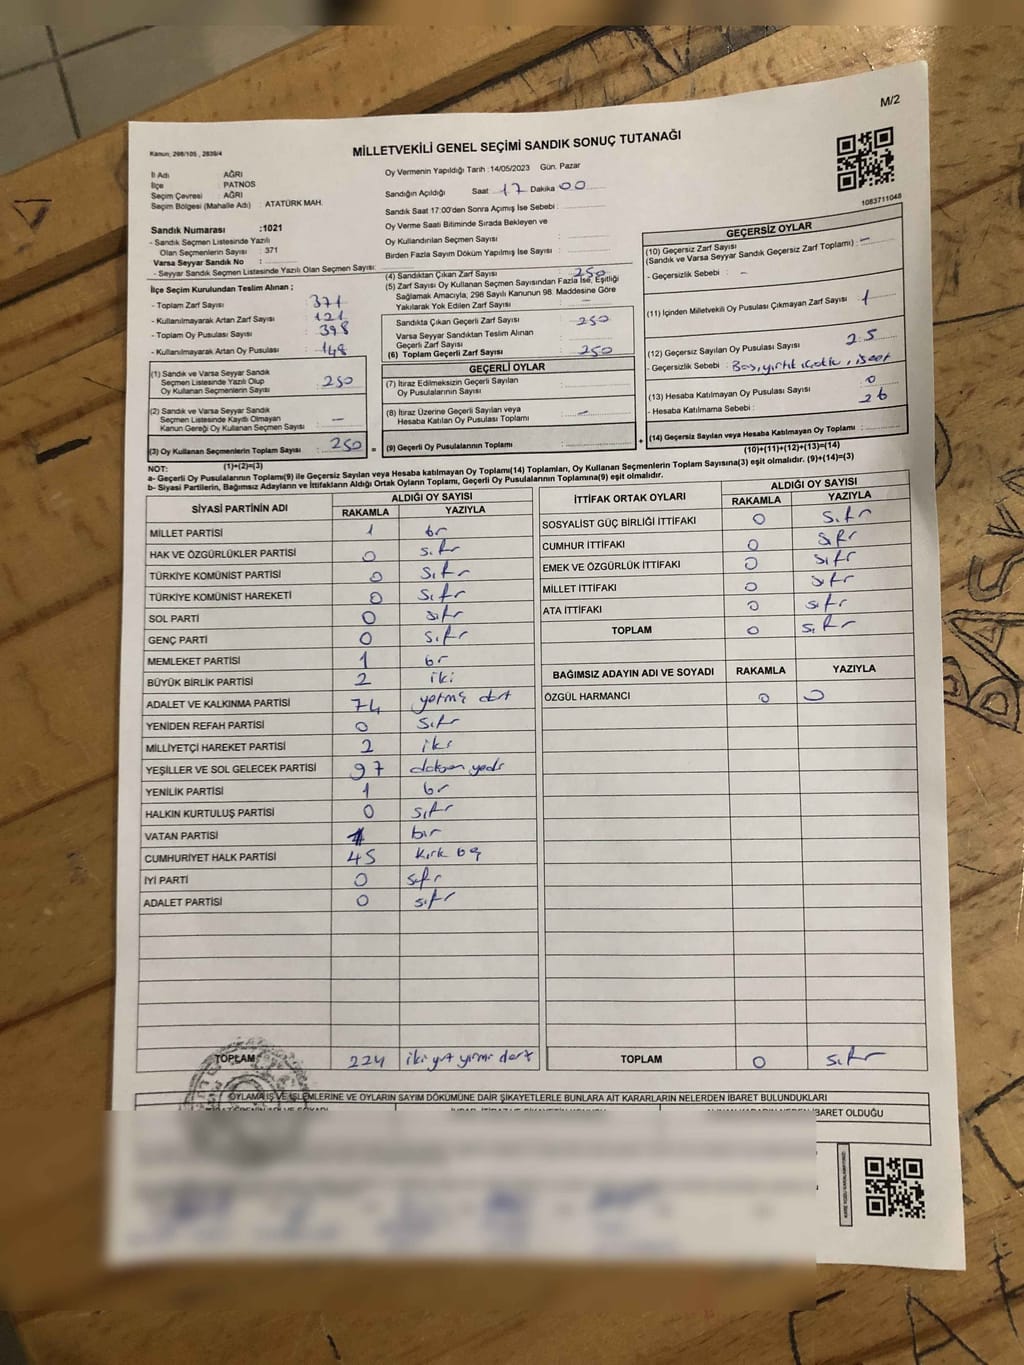 M/2
Kanun; 298/105, 2839/4
MİLLETVEKİLİ GENEL SEÇİMİ SANDIK SONUÇ TUTANAĞI
1083711048
İl Adı : AĞRI
İlçe : PATNOS
Seçim Çevresi : AĞRI
Seçim Bölgesi (Mahalle Adı) : ATATÜRK MAH.
Sandık Numarası :1021
- Sandık Seçmen Listesinde Yazılı
Olan Seçmenlerin Sayısı : 371
Varsa Seyyar Sandık No :
- Seyyar Sandık Seçmen Listesinde Yazılı Olan Seçmen Sayısı:
İlçe Seçim Kurulundan Teslim Alınan ;
- Toplam Zarf Sayısı : 371
- Kullanılmayarak Artan Zarf Sayısı : 121
- Toplam Oy Pusulası Sayısı : 398
- Kullanılmayarak Artan Oy Pusulası : 148
(1) Sandık ve Varsa Seyyar Sandık
Seçmen Listesinde Yazılı Olup
Oy Kullanan Seçmenlerin Sayısı : 250
(2) Sandık ve Varsa Seyyar Sandık
Seçmen Listesinde Kayıtlı Olmayan
Kanun Gereği Oy Kullanan Seçmen Sayısı : —
(3) Oy Kullanan Seçmenlerin Toplam Sayısı : 250
(1)+(2)=(3)
Oy Vermenin Yapıldığı Tarih :14/05/2023 Gün. Pazar
Sandığın Açıldığı Saat 17 Dakika 00
Sandık Saat 17:00'den Sonra Açımış İse Sebebi :
Oy Verme Saati Bitiminde Sırada Bekleyen ve
Oy Kullandırılan Seçmen Sayısı :
Birden Fazla Sayım Döküm Yapılmış İse Sayısı :
(4) Sandıktan Çıkan Zarf Sayısı : 250
(5) Zarf Sayısı Oy Kullanan Seçmen Sayısından Fazla İse, Eşitliği
Sağlamak Amacıyla, 298 Sayılı Kanunun 98. Maddesine Göre
Yakılarak Yok Edilen Zarf Sayısı : —
Sandıkta Çıkan Geçerli Zarf Sayısı : 250
Varsa Seyyar Sandıktan Teslim Alınan
Geçerli Zarf Sayısı :
(6) Toplam Geçerli Zarf Sayısı : 250
GEÇERLİ OYLAR
(7) İtiraz Edilmeksizin Geçerli Sayılan
Oy Pusulalarının Sayısı :
(8) İtiraz Üzerine Geçerli Sayılan veya
Hesaba Katılan Oy Pusulası Toplamı : —
= (9) Geçerli Oy Pusulalarının Toplamı : +
GEÇERSİZ OYLAR
(10) Geçersiz Zarf Sayısı
(Sandık ve Varsa Seyyar Sandık Geçersiz Zarf Toplamı) : —
- Geçersizlik Sebebi : -
(11) İçinden Milletvekili Oy Pusulası Çıkmayan Zarf Sayısı : 1
(12) Geçersiz Sayılan Oy Pusulası Sayısı : 25
- Geçersizlik Sebebi :
(13) Hesaba Katılmayan Oy Pusulası Sayısı : 0
- Hesaba Katılmama Sebebi : 26
(14) Geçersiz Sayılan veya Hesaba Katılmayan Oy Toplamı :
(10)+(11)+(12)+(13)=(14)
NOT:
a- Geçerli Oy Pusulalarının Toplamı(9) ile Geçersiz Sayılan veya Hesaba katılmayan Oy Toplamı(14) Toplamları, Oy Kullanan Seçmenlerin Toplam Sayısına(3) eşit olmalıdır. (9)+(14)=(3)
b- Siyasi Partilerin, Bağımsız Adayların ve İttifakların Aldığı Ortak Oyların Toplamı, Geçerli Oy Pusulalarının Toplamına(9) eşit olmalıdır.
SİYASİ PARTİNİN ADI ALDIĞI OY SAYISI
RAKAMLA YAZIYLA
MİLLET PARTİSİ 1 bir
HAK VE ÖZGÜRLÜKLER PARTİSİ 0 sıfır
TÜRKİYE KOMÜNİST PARTİSİ 0 sıfır
TÜRKİYE KOMÜNİST HAREKETİ 0 sıfır
SOL PARTİ 0 sıfır
GENÇ PARTİ 0 sıfır
MEMLEKET PARTİSİ 1 bir
BÜYÜK BİRLİK PARTİSİ 2 iki
ADALET VE KALKINMA PARTİSİ 74 yetmiş dört
YENİDEN REFAH PARTİSİ 0 sıfır
MİLLİYETÇİ HAREKET PARTİSİ 2 iki
YEŞİLLER VE SOL GELECEK PARTİSİ 97 doksan yedi
YENİLİK PARTİSİ 1 bir
HALKIN KURTULUŞ PARTİSİ 0 sıfır
VATAN PARTİSİ 1 bir
CUMHURİYET HALK PARTİSİ 45 kırk beş
İYİ PARTİ 0 sıfır
ADALET PARTİSİ 0 sıfır
TOPLAM 224 iki yüz yirmi dört
İTTİFAK ORTAK OYLARI ALDIĞI OY SAYISI
RAKAMLA YAZIYLA
SOSYALİST GÜÇ BİRLİĞİ İTTİFAKI 0 sıfır
CUMHUR İTTİFAKI 0 sıfır
EMEK VE ÖZGÜRLÜK İTTİFAKI 0 sıfır
MİLLET İTTİFAKI 0 sıfır
ATA İTTİFAKI 0 sıfır
TOPLAM 0 sıfır
BAĞIMSIZ ADAYIN ADI VE SOYADI RAKAMLA YAZIYLA
ÖZGÜL HARMANCI 0 0
TOPLAM 0 sıfır
OYLAMA İŞ VE İŞLEMLERİNE VE OYLARIN SAYIM DÖKÜMÜNE DAİR ŞİKAYETLERLE BUNLARA AİT KARARLARIN NELERDEN İBARET BULUNDUKLARI
İBARET OLDUĞU